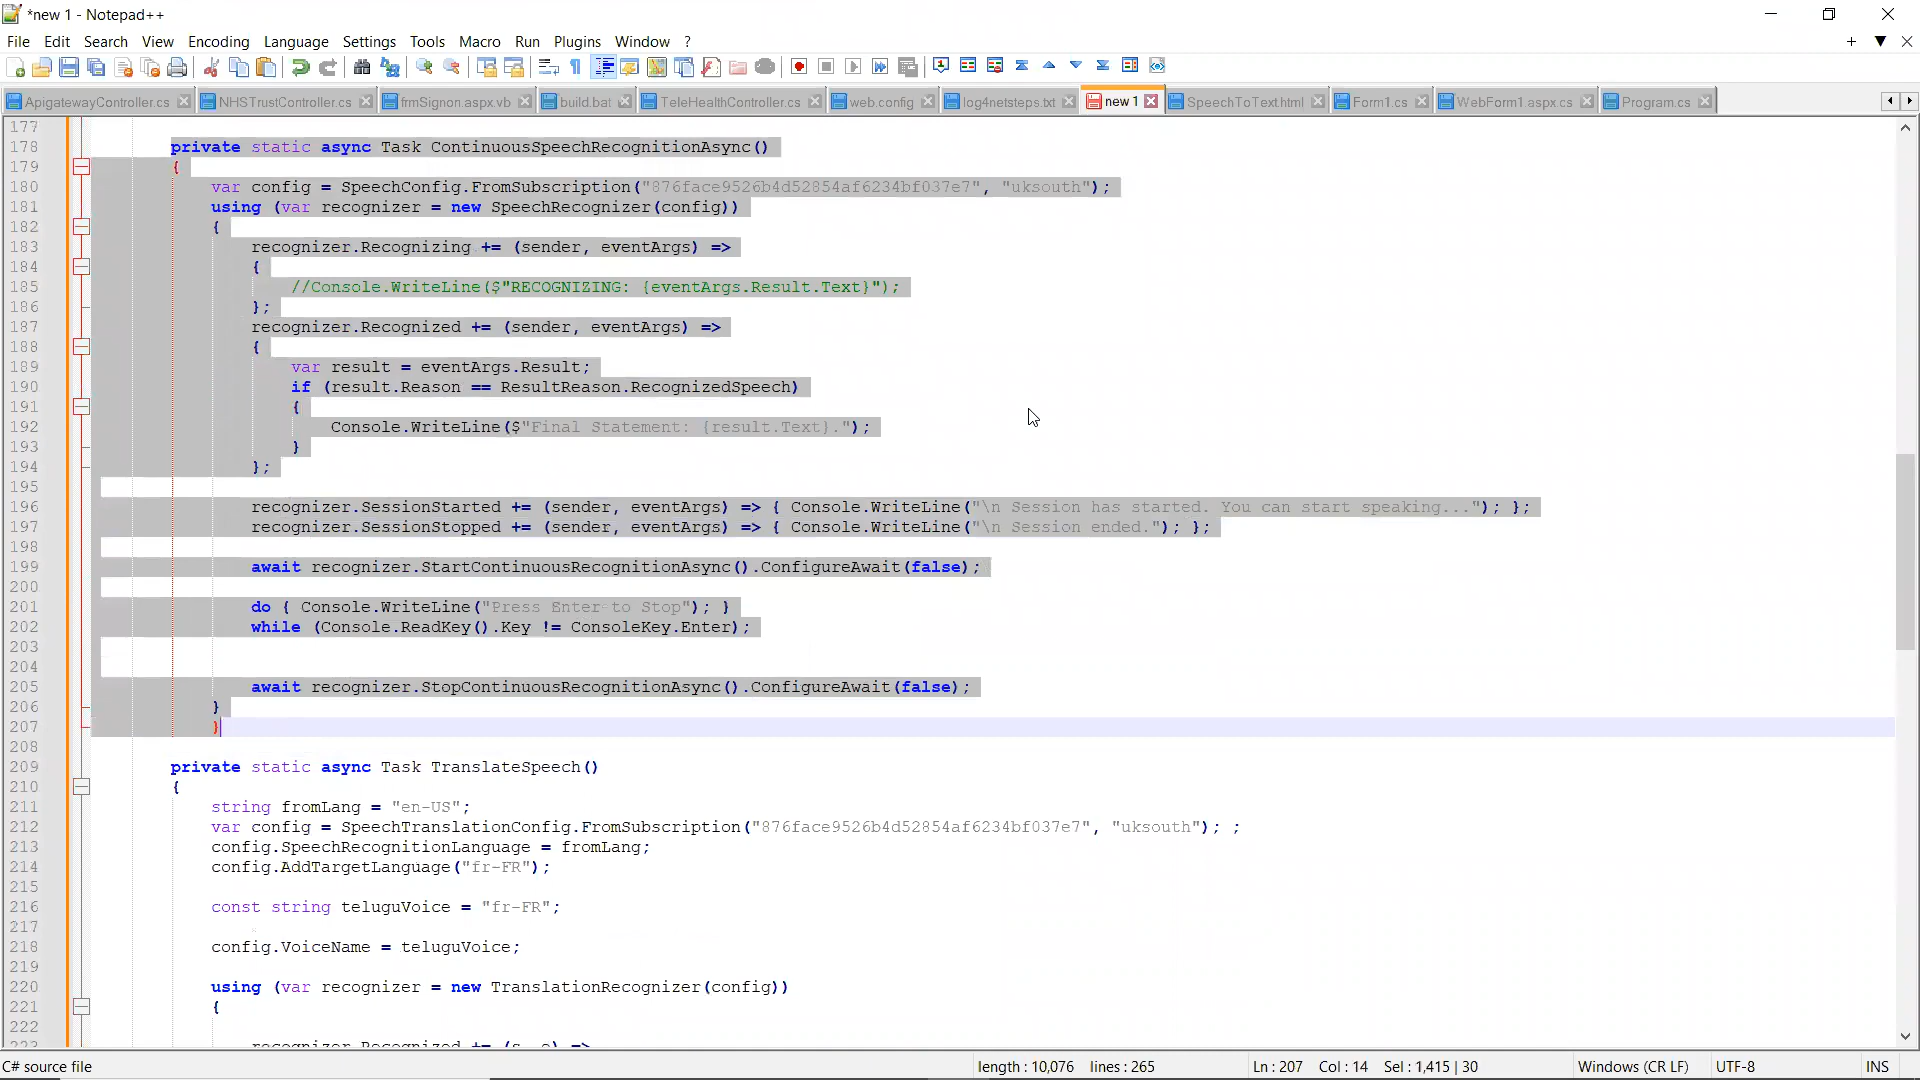 *new 1 - Notepad++
File Edit Search View Encoding Language Settings Tools Macro Run Plugins Window ?
ApigatewayController.cs NHSTrustController.cs frmSignon.aspx.vb build.bat TeleHealthController.cs web.config log4netsteps.txt new 1 SpeechToText.html Form1.cs WebForm1.aspx.cs Program.cs
177
178 private static async Task ContinuousSpeechRecognitionAsync()
179 {
180 var config = SpeechConfig.FromSubscription("876face9526b4d52854af6234bf037e7", "uksouth");
181 using (var recognizer = new SpeechRecognizer(config))
182 {
183 recognizer.Recognizing += (sender, eventArgs) =>
184 {
185 //Console.WriteLine($"RECOGNIZING: {eventArgs.Result.Text}");
186 };
187 recognizer.Recognized += (sender, eventArgs) =>
188 {
189 var result = eventArgs.Result;
190 if (result.Reason == ResultReason.RecognizedSpeech)
191 {
192 Console.WriteLine($"Final Statement: {result.Text}.");
193 }
194 };
195
196 recognizer.SessionStarted += (sender, eventArgs) => { Console.WriteLine("\n Session has started. You can start speaking..."); };
197 recognizer.SessionStopped += (sender, eventArgs) => { Console.WriteLine("\n Session ended."); };
198
199 await recognizer.StartContinuousRecognitionAsync().ConfigureAwait(false);
200
201 do { Console.WriteLine("Press Enter to Stop"); }
202 while (Console.ReadKey().Key != ConsoleKey.Enter);
203
204
205 await recognizer.StopContinuousRecognitionAsync().ConfigureAwait(false);
206 }
207 }
208
209 private static async Task TranslateSpeech()
210 {
211 string fromLang = "en-US";
212 var config = SpeechTranslationConfig.FromSubscription("876face9526b4d52854af6234bf037e7", "uksouth"); ;
213 config.SpeechRecognitionLanguage = fromLang;
214 config.AddTargetLanguage("fr-FR");
215
216 const string teluguVoice = "fr-FR";
217
218 config.VoiceName = teluguVoice;
219
220 using (var recognizer = new TranslationRecognizer(config))
221 {
222
223 recognizer.Recognized += (s, e) =>
C# source file length : 10,076 lines : 265 Ln : 207 Col : 14 Sel : 1,415 | 30 Windows (CR LF) UTF-8 INS